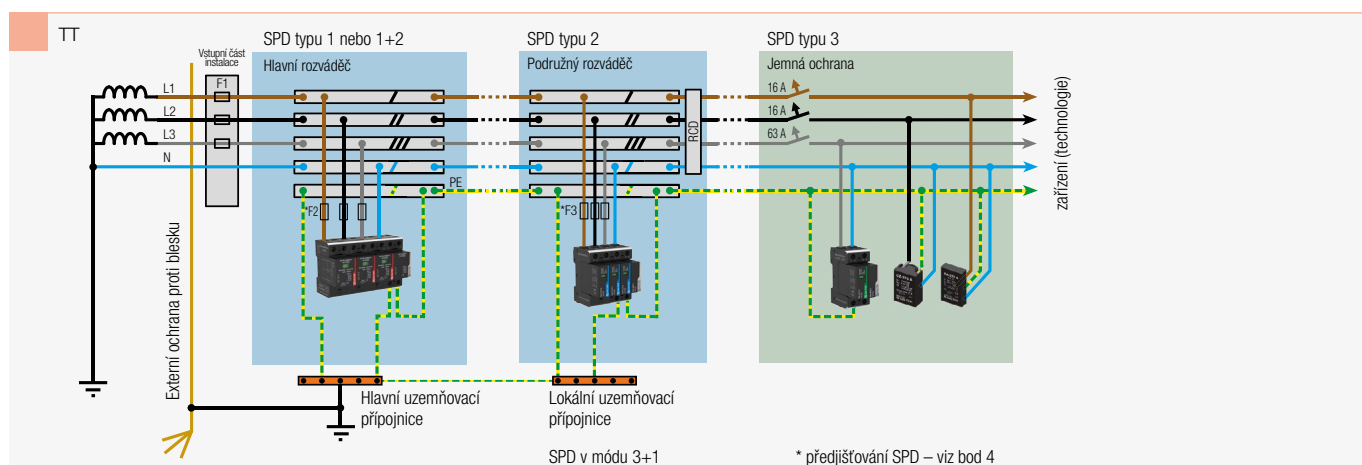 TT
SPD typu 1 nebo 1+2
SPD typu 2
SPD typu 3
Vstupní část
instalace
Hlavní rozváděč
Podružný rozváděč
Jemná ochrana
F1
L1
L2
L3
N
PE
RCD
16 A
16 A
63 A
*F2
*F3
zařízení (technologie)
Externí ochrana proti blesku
Hlavní uzemňovací
přípojnice
Lokální uzemňovací
přípojnice
SPD v módu 3+1
* předjišťování SPD – viz bod 4